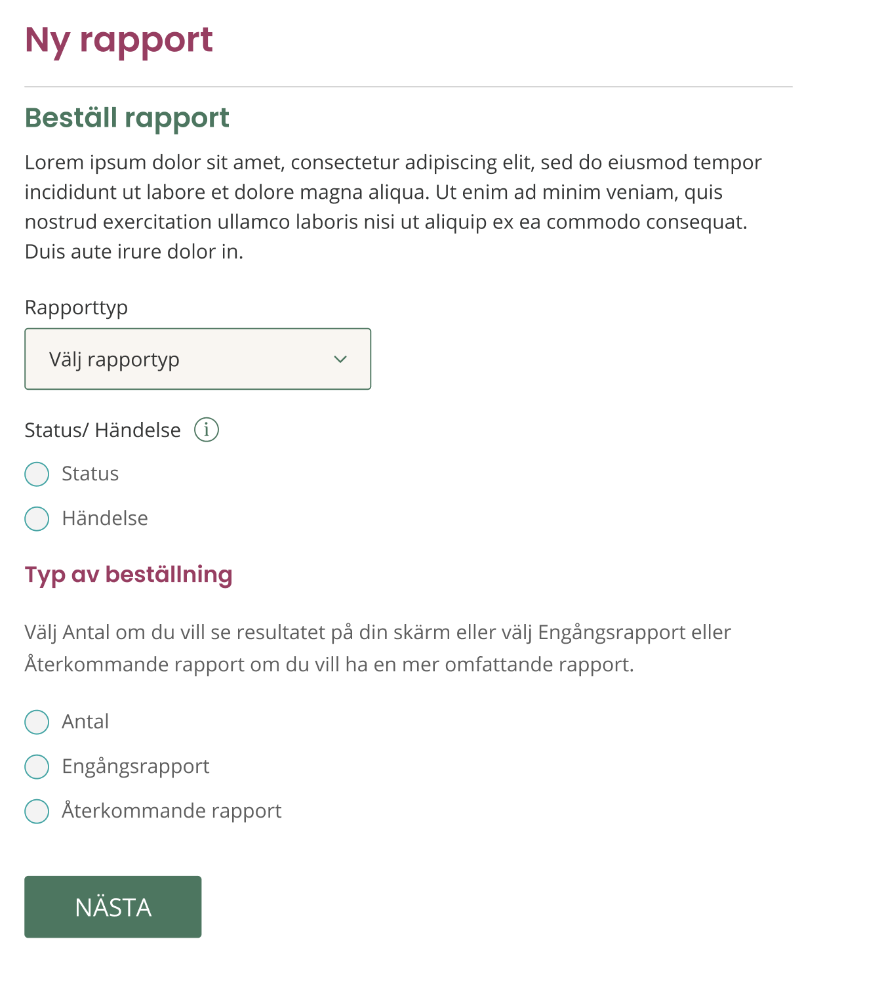 Ny rapport
Beställ rapport
Lorem ipsum dolor sit amet, consectetur adipiscing elit, sed do eiusmod tempor
incididunt ut labore et dolore magna aliqua. Ut enim ad minim veniam, quis
nostrud exercitation ullamco laboris nisi ut aliquip ex ea commodo consequat.
Duis aute irure dolor in.
Rapporttyp
Välj rapportyp
Status/ Händelse i
Status
Händelse
Typ av beställning
Välj Antal om du vill se resultatet på din skärm eller välj Engångsrapport eller
Återkommande rapport om du vill ha en mer omfattande rapport.
Antal
Engångsrapport
Återkommande rapport
NÄSTA